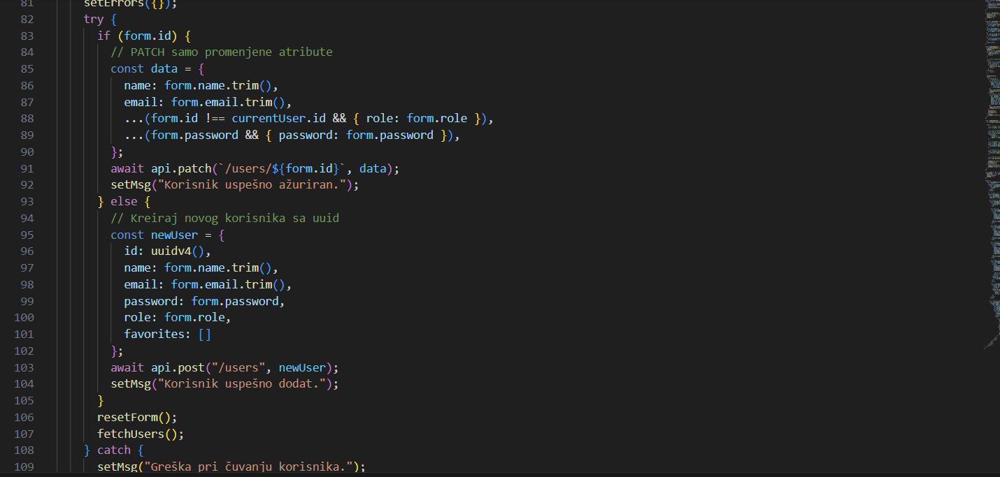 81 setErrors({});
82 try {
83 if (form.id) {
84 // PATCH samo promenjene atribute
85 const data = {
86 name: form.name.trim(),
87 email: form.email.trim(),
88 ...(form.id !== currentUser.id && { role: form.role }),
89 ...(form.password && { password: form.password }),
90 };
91 await api.patch(`/users/${form.id}`, data);
92 setMsg("Korisnik uspešno ažuriran.");
93 } else {
94 // Kreiraj novog korisnika sa uuid
95 const newUser = {
96 id: uuidv4(),
97 name: form.name.trim(),
98 email: form.email.trim(),
99 password: form.password,
100 role: form.role,
101 favorites: []
102 };
103 await api.post("/users", newUser);
104 setMsg("Korisnik uspešno dodat.");
105 }
106 resetForm();
107 fetchUsers();
108 } catch {
109 setMsg("Greška pri čuvanju korisnika.");